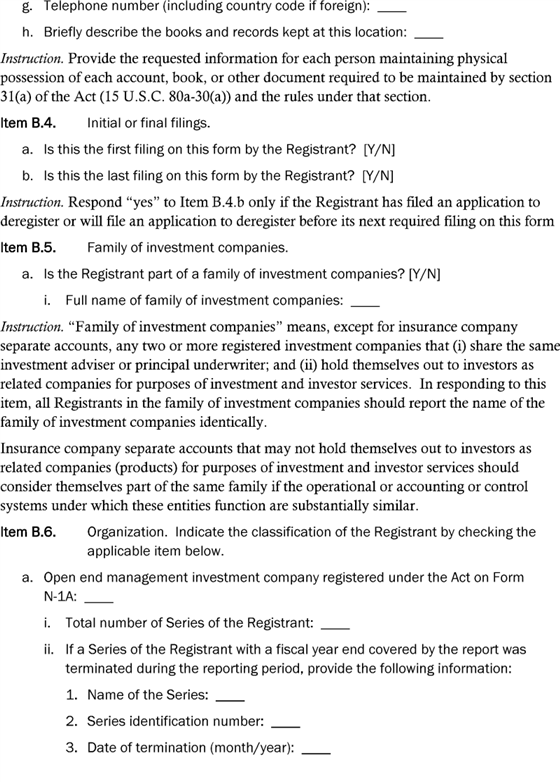 g. Telephone number (including country code if foreign): ____
h. Briefly describe the books and records kept at this location: ____
Instruction. Provide the requested information for each person maintaining physical
possession of each account, book, or other document required to be maintained by section
31(a) of the Act (15 U.S.C. 80a-30(a)) and the rules under that section.
Item B.4. Initial or final filings.
a. Is this the first filing on this form by the Registrant? [Y/N]
b. Is this the last filing on this form by the Registrant? [Y/N]
Instruction. Respond “yes” to Item B.4.b only if the Registrant has filed an application to
deregister or will file an application to deregister before its next required filing on this form
Item B.5. Family of investment companies.
a. Is the Registrant part of a family of investment companies? [Y/N]
i. Full name of family of investment companies: ____
Instruction. “Family of investment companies” means, except for insurance company
separate accounts, any two or more registered investment companies that (i) share the same
investment adviser or principal underwriter; and (ii) hold themselves out to investors as
related companies for purposes of investment and investor services. In responding to this
item, all Registrants in the family of investment companies should report the name of the
family of investment companies identically.
Insurance company separate accounts that may not hold themselves out to investors as
related companies (products) for purposes of investment and investor services should
consider themselves part of the same family if the operational or accounting or control
systems under which these entities function are substantially similar.
Item B.6. Organization. Indicate the classification of the Registrant by checking the
applicable item below.
a. Open end management investment company registered under the Act on Form
N-1A: ____
i. Total number of Series of the Registrant: ____
ii. If a Series of the Registrant with a fiscal year end covered by the report was
terminated during the reporting period, provide the following information:
1. Name of the Series: ____
2. Series identification number: ____
3. Date of termination (month/year): ____